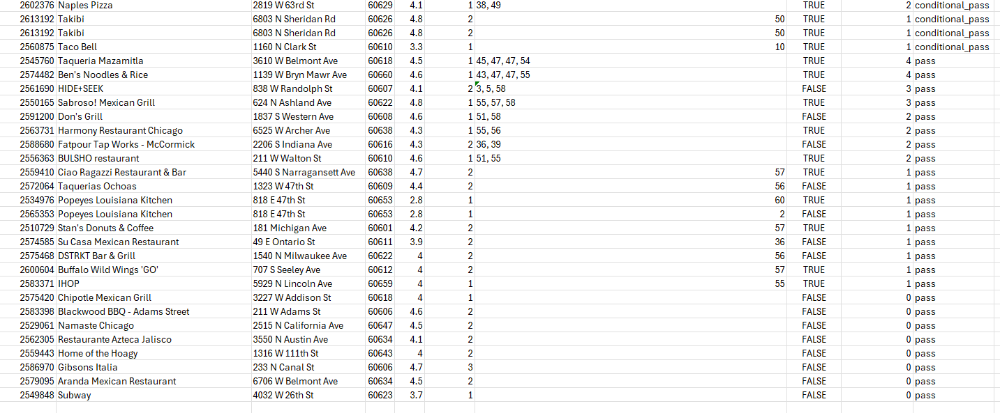 2602376 Naples Pizza 2819 W 63rd St 60629 4.1 1 38, 49 TRUE 2 conditional_pass
2613192 Takibi 6803 N Sheridan Rd 60626 4.8 2 50 TRUE 1 conditional_pass
2613192 Takibi 6803 N Sheridan Rd 60626 4.8 2 50 TRUE 1 conditional_pass
2560875 Taco Bell 1160 N Clark St 60610 3.3 1 10 TRUE 1 conditional_pass
2545760 Taqueria Mazamitla 3610 W Belmont Ave 60618 4.5 1 45, 47, 47, 54 TRUE 4 pass
2574482 Ben's Noodles & Rice 1139 W Bryn Mawr Ave 60660 4.6 1 43, 47, 47, 55 TRUE 4 pass
2561690 HIDE+SEEK 838 W Randolph St 60607 4.1 2 3, 5, 58 FALSE 3 pass
2550165 Sabroso! Mexican Grill 624 N Ashland Ave 60622 4.8 1 55, 57, 58 TRUE 3 pass
2591200 Don's Grill 1837 S Western Ave 60608 4.6 1 51, 58 FALSE 2 pass
2563731 Harmony Restaurant Chicago 6525 W Archer Ave 60638 4.3 1 55, 56 TRUE 2 pass
2588680 Fatpour Tap Works - McCormick 2206 S Indiana Ave 60616 4.3 2 36, 39 FALSE 2 pass
2556363 BULSHO restaurant 211 W Walton St 60610 4.6 1 51, 55 TRUE 2 pass
2559410 Ciao Ragazzi Restaurant & Bar 5440 S Narragansett Ave 60638 4.7 2 57 TRUE 1 pass
2572064 Taquerias Ochoas 1323 W 47th St 60609 4.4 2 56 FALSE 1 pass
2534976 Popeyes Louisiana Kitchen 818 E 47th St 60653 2.8 1 60 TRUE 1 pass
2565353 Popeyes Louisiana Kitchen 818 E 47th St 60653 2.8 1 2 FALSE 1 pass
2510729 Stan's Donuts & Coffee 181 Michigan Ave 60601 4.2 2 57 TRUE 1 pass
2574585 Su Casa Mexican Restaurant 49 E Ontario St 60611 3.9 2 36 FALSE 1 pass
2575468 DSTRKT Bar & Grill 1540 N Milwaukee Ave 60622 4 2 56 FALSE 1 pass
2600604 Buffalo Wild Wings 'GO' 707 S Seeley Ave 60612 4 2 57 TRUE 1 pass
2583371 IHOP 5929 N Lincoln Ave 60659 4 1 55 TRUE 1 pass
2575420 Chipotle Mexican Grill 3227 W Addison St 60618 4 1 FALSE 0 pass
2583398 Blackwood BBQ - Adams Street 211 W Adams St 60606 4.6 2 FALSE 0 pass
2529061 Namaste Chicago 2515 N California Ave 60647 4.5 2 FALSE 0 pass
2562305 Restaurante Azteca Jalisco 3550 N Austin Ave 60634 4.1 2 FALSE 0 pass
2559443 Home of the Hoagy 1316 W 111th St 60643 4 2 FALSE 0 pass
2586970 Gibsons Italia 233 N Canal St 60606 4.7 3 FALSE 0 pass
2579095 Aranda Mexican Restaurant 6706 W Belmont Ave 60634 4.5 2 FALSE 0 pass
2549848 Subway 4032 W 26th St 60623 3.7 1 FALSE 0 pass